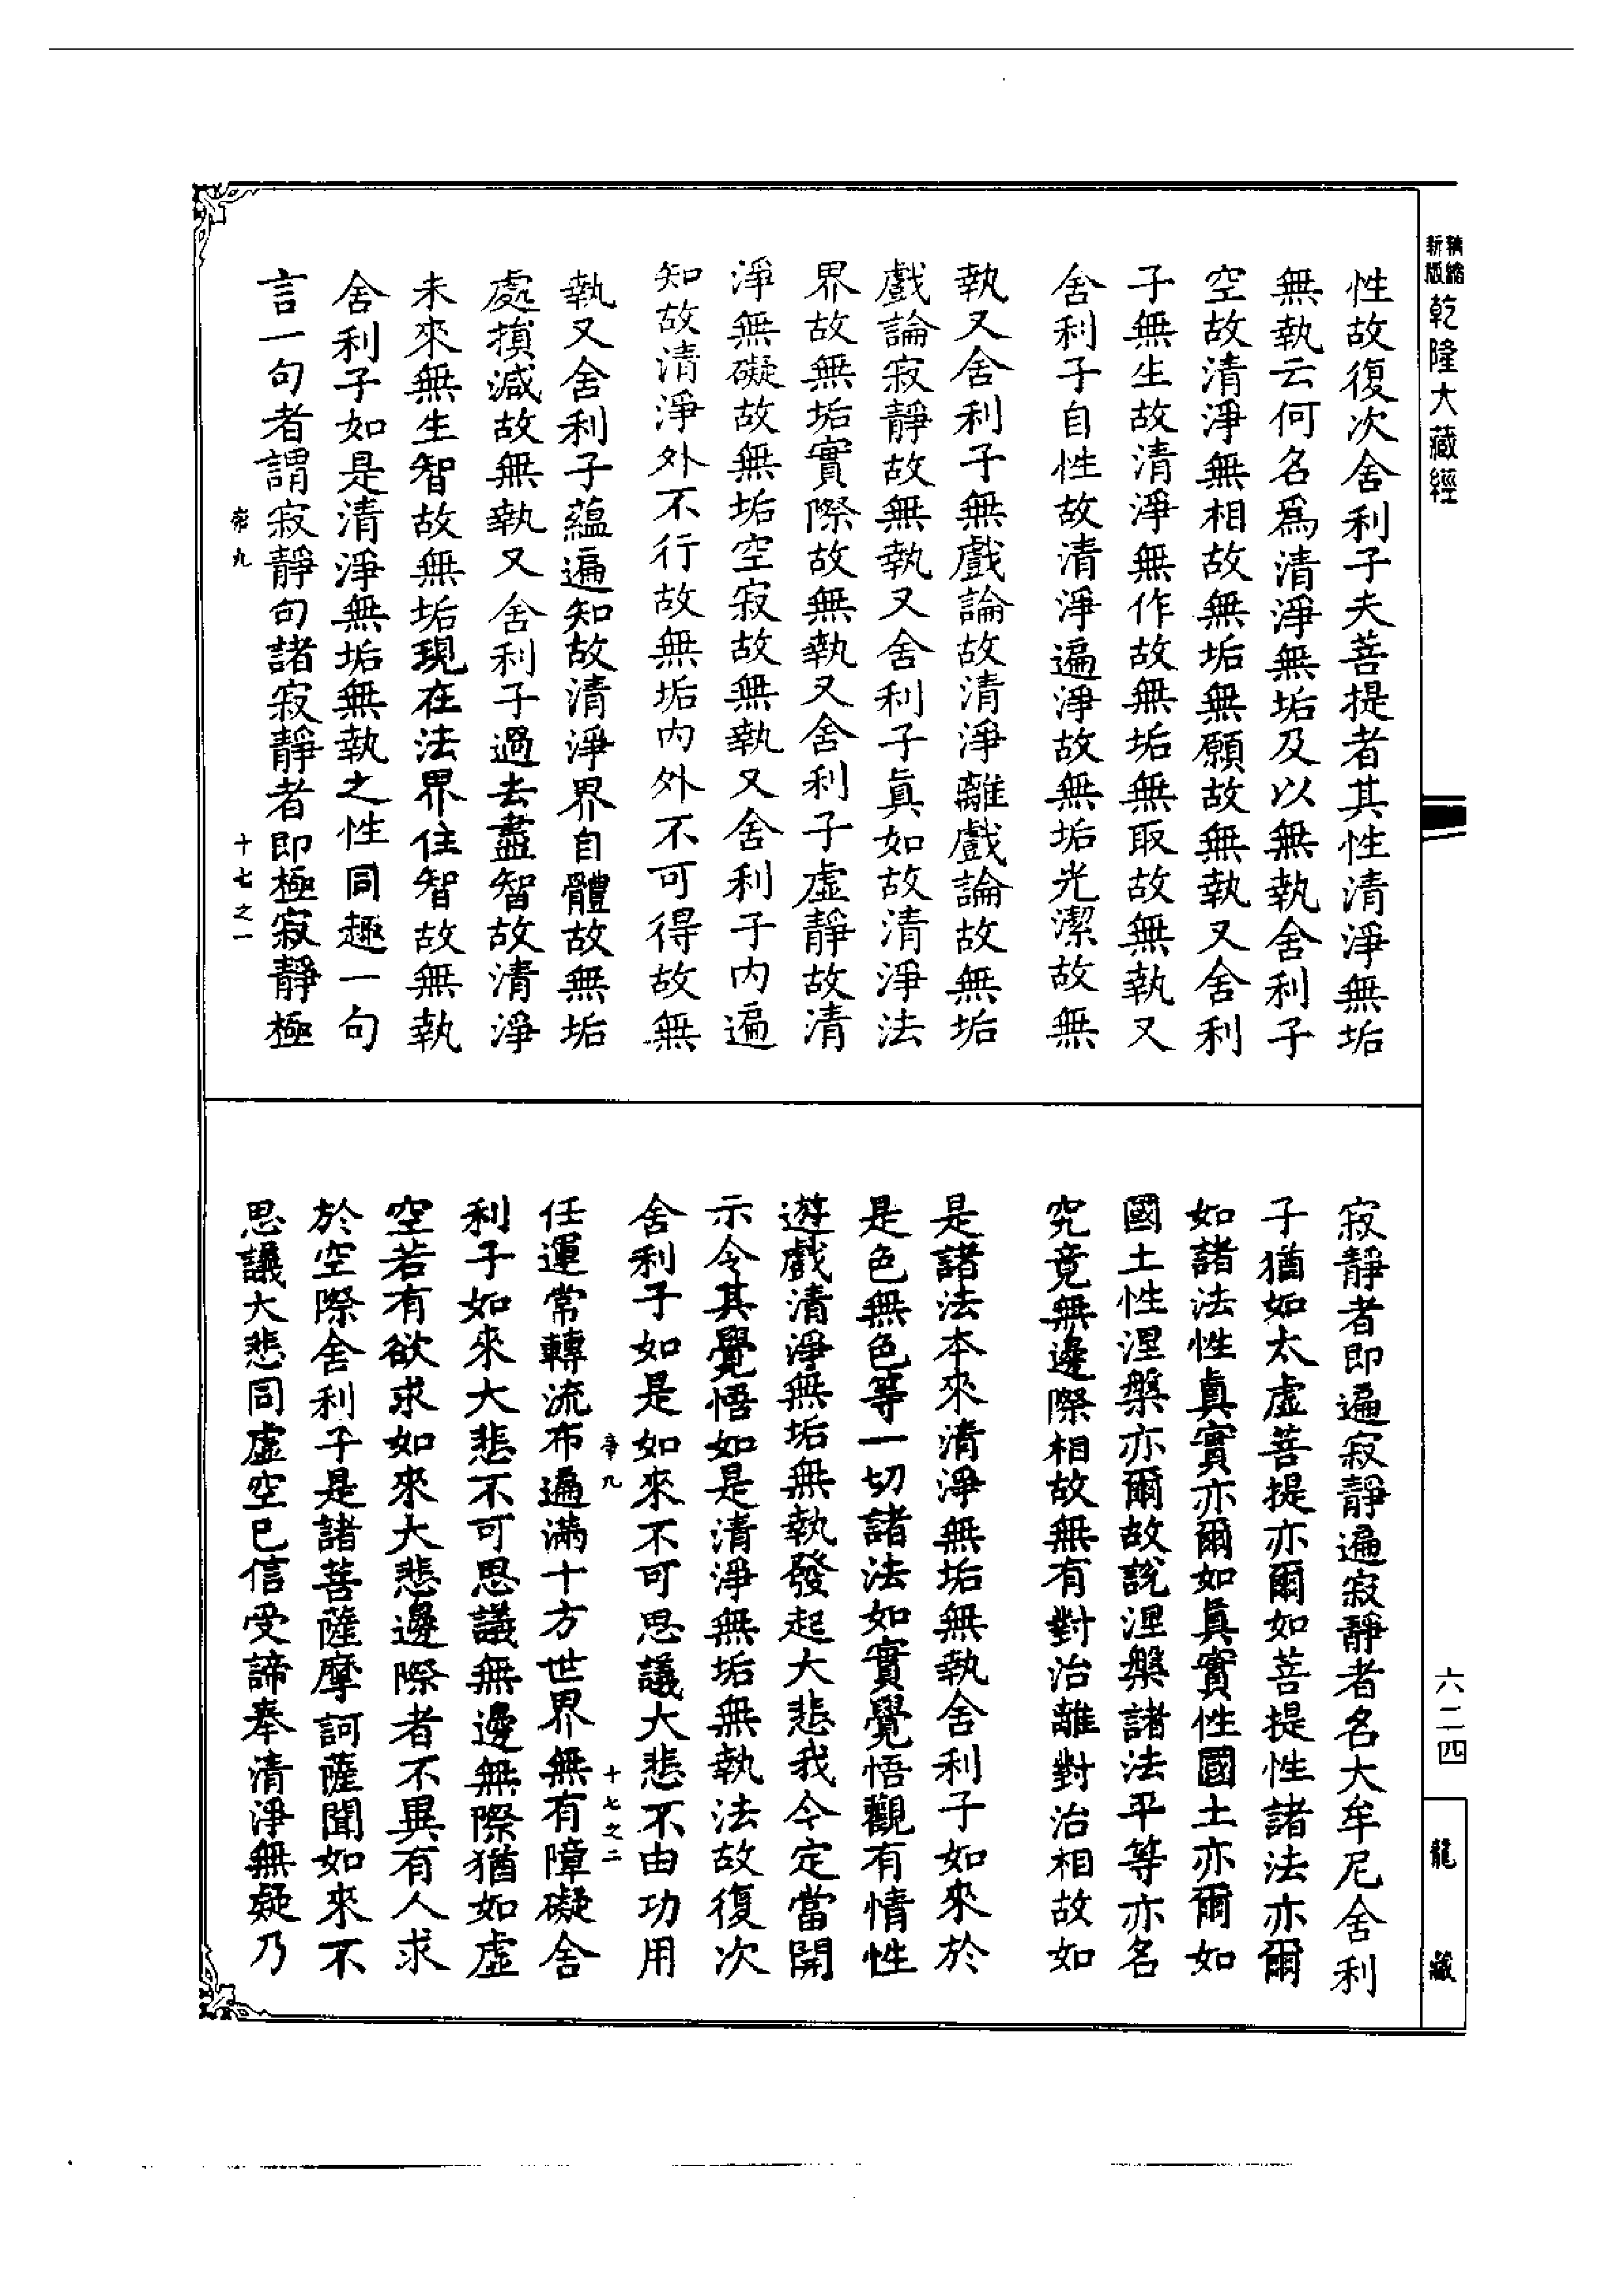 新版精縮乾隆大藏經
性故復次舍利子夫菩提者其性清淨無垢
無執云何名爲清淨無垢及以無執舍利子
空故清淨無相故無垢無願故無執又舍利
子無生故清淨無作故無垢無取故無執又
舍利子自性故清淨遍淨故無垢光潔故無
執又舍利子無戲論故清淨離戲論故無垢
戲論寂靜故無執又舍利子真如故清淨法
界故無垢實際故無執又舍利子虛靜故清
淨無礙故無垢空寂故無執又舍利子內遍
知故清淨外不行故無垢內外不可得故無
執又舍利子蘊遍知故清淨界自體故無垢
處損減故無執又舍利子過去盡智故清淨
未來無生智故無垢現在法界住智故無執
舍利子如是清淨無垢無執之性同趣一句
言一句者謂寂靜句諸寂靜者即極寂靜極
十七之一
寂靜者即遍寂靜遍寂靜者名大牟尼舍利
子猶如太虛菩提亦爾如菩提性諸法亦爾
如諸法性真實亦爾如真實性國土亦爾如
國土性涅槃亦爾故說涅槃諸法平等亦名
究竟無邊際相故無有對治離對治相故如
是諸法本來清淨無垢無執舍利子如來於
是色無色等一切諸法如實覺悟觀有情性
遊戲清淨無垢無執發起大悲我今定當開
示令其覺悟如是清淨無垢無執法故復次
舍利子如是如來不可思議大悲不由功用
十七之二
任運常轉流布遍滿十方世界無有障礙舍
利子如來大悲不可思議無邊無際猶如虛
空若有欲求如來大悲邊際者不異有人求
於空際舍利子是諸菩薩摩訶薩聞如來不
思議大悲同虛空已信受諦奉清淨無疑乃
六二四
龍藏